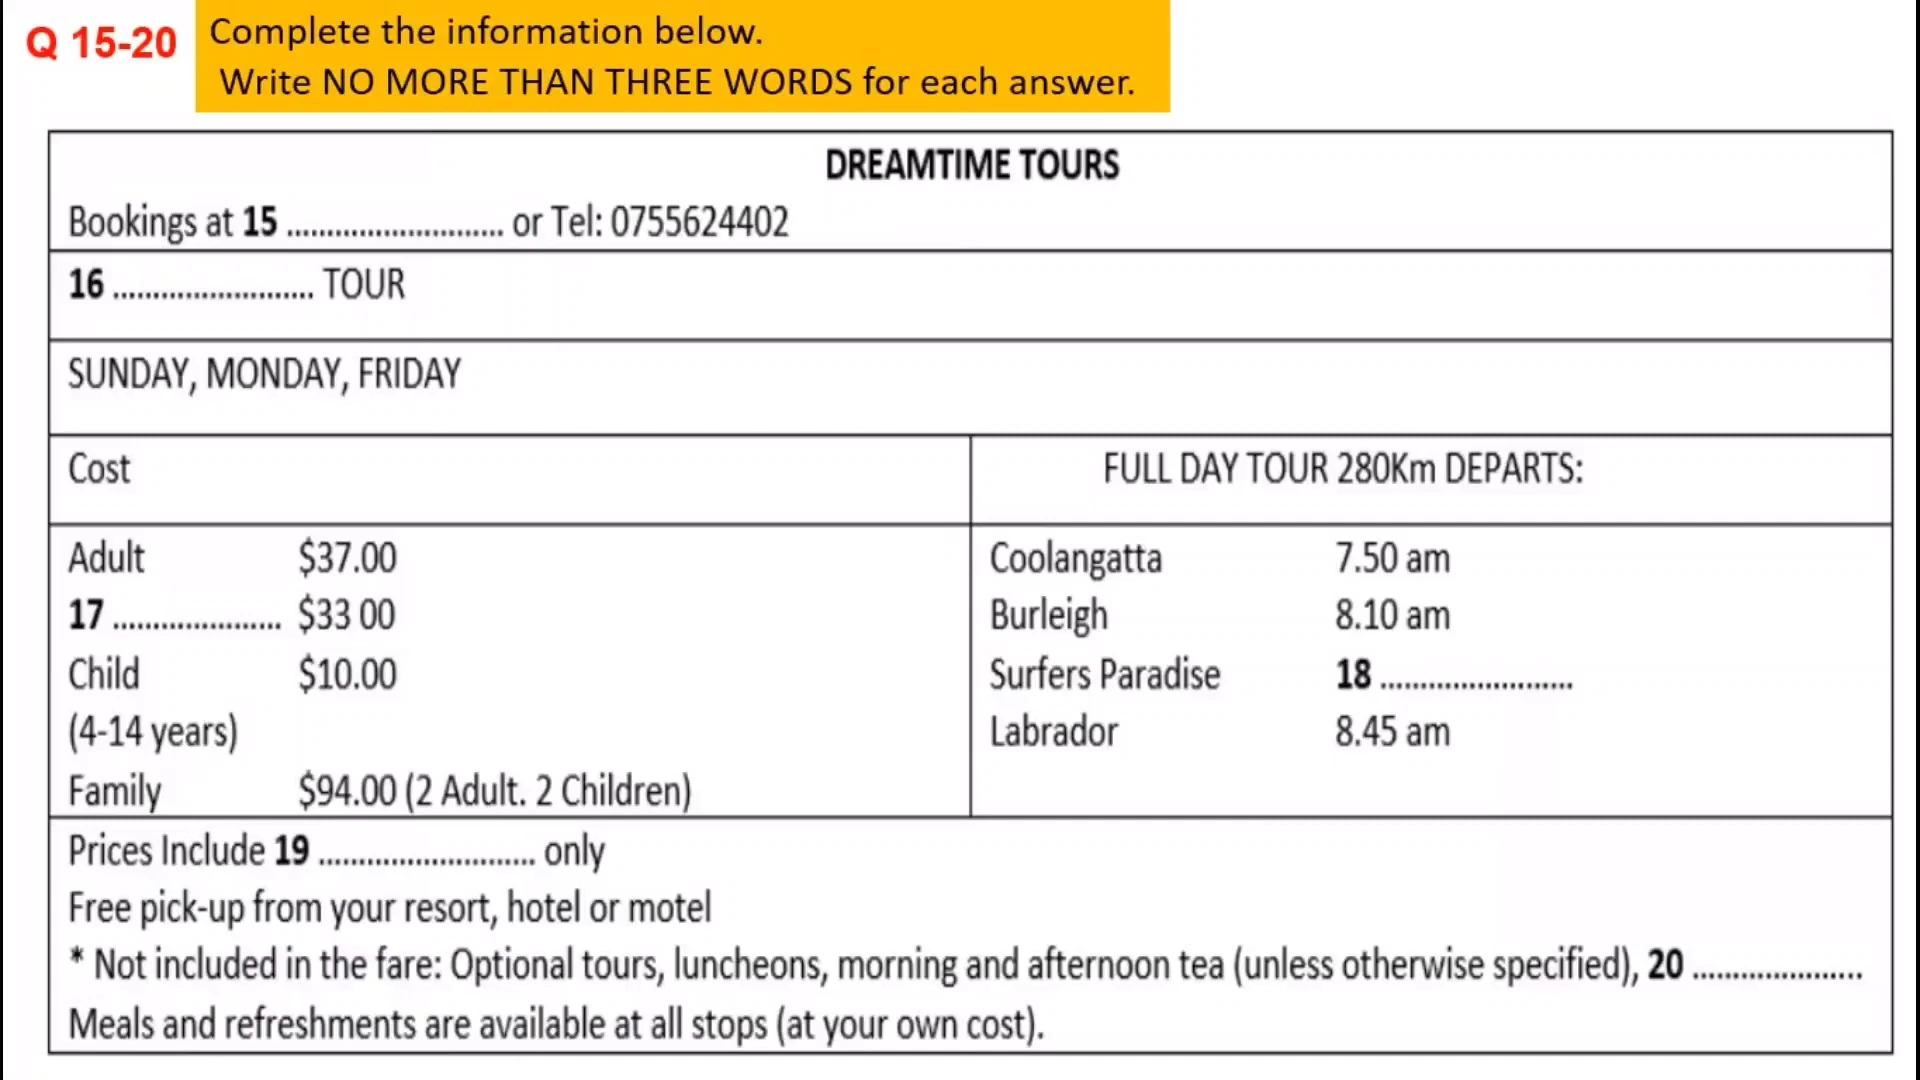 Q 15-20
Complete the information below.
Write NO MORE THAN THREE WORDS for each answer.
DREAMTIME TOURS
Bookings at 15 ........................... or Tel: 0755624402
16 ......................... TOUR
SUNDAY, MONDAY, FRIDAY
Cost
FULL DAY TOUR 280Km DEPARTS:
Adult $37.00
17 ..................... $33 00
Child $10.00
(4-14 years)
Family $94.00 (2 Adult. 2 Children)
Coolangatta 7.50 am
Burleigh 8.10 am
Surfers Paradise 18 ........................
Labrador 8.45 am
Prices Include 19 ........................... only
Free pick-up from your resort, hotel or motel
* Not included in the fare: Optional tours, luncheons, morning and afternoon tea (unless otherwise specified), 20 .....................
Meals and refreshments are available at all stops (at your own cost).